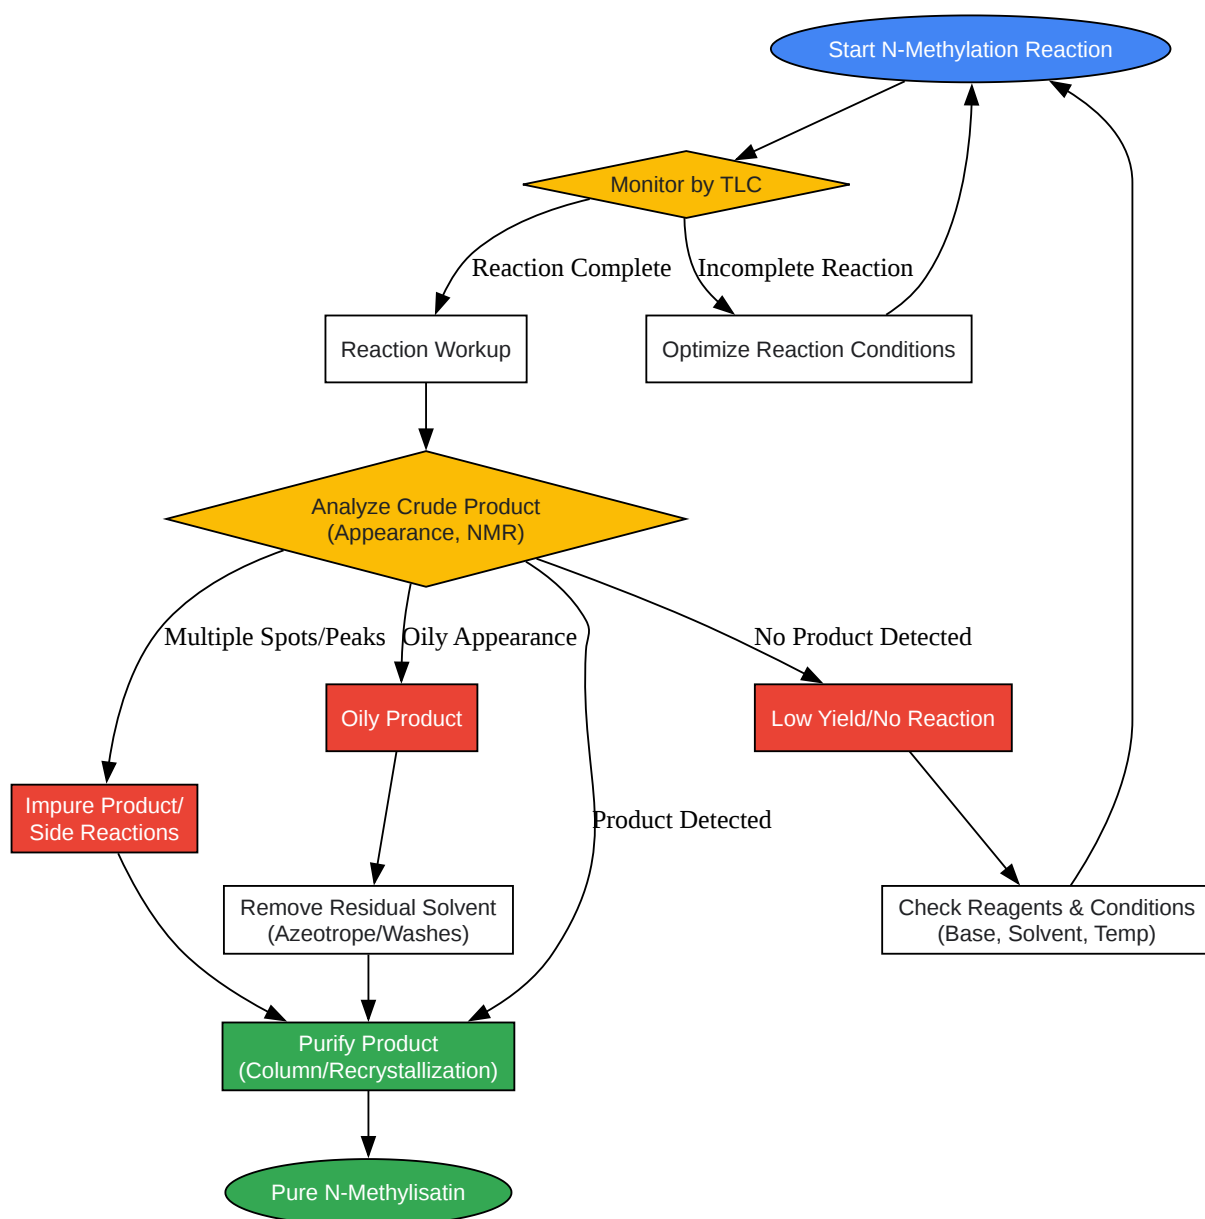 Start N-Methylation Reaction
Monitor by TLC
Reaction Complete
Incomplete Reaction
Reaction Workup
Optimize Reaction Conditions
Analyze Crude Product
(Appearance, NMR)
Multiple Spots/Peaks
Oily Appearance
No Product Detected
Oily Product
Low Yield/No Reaction
Impure Product/
Side Reactions
Product Detected
Remove Residual Solvent
(Azeotrope/Washes)
Check Reagents & Conditions
(Base, Solvent, Temp)
Purify Product
(Column/Recrystallization)
Pure N-Methylisatin